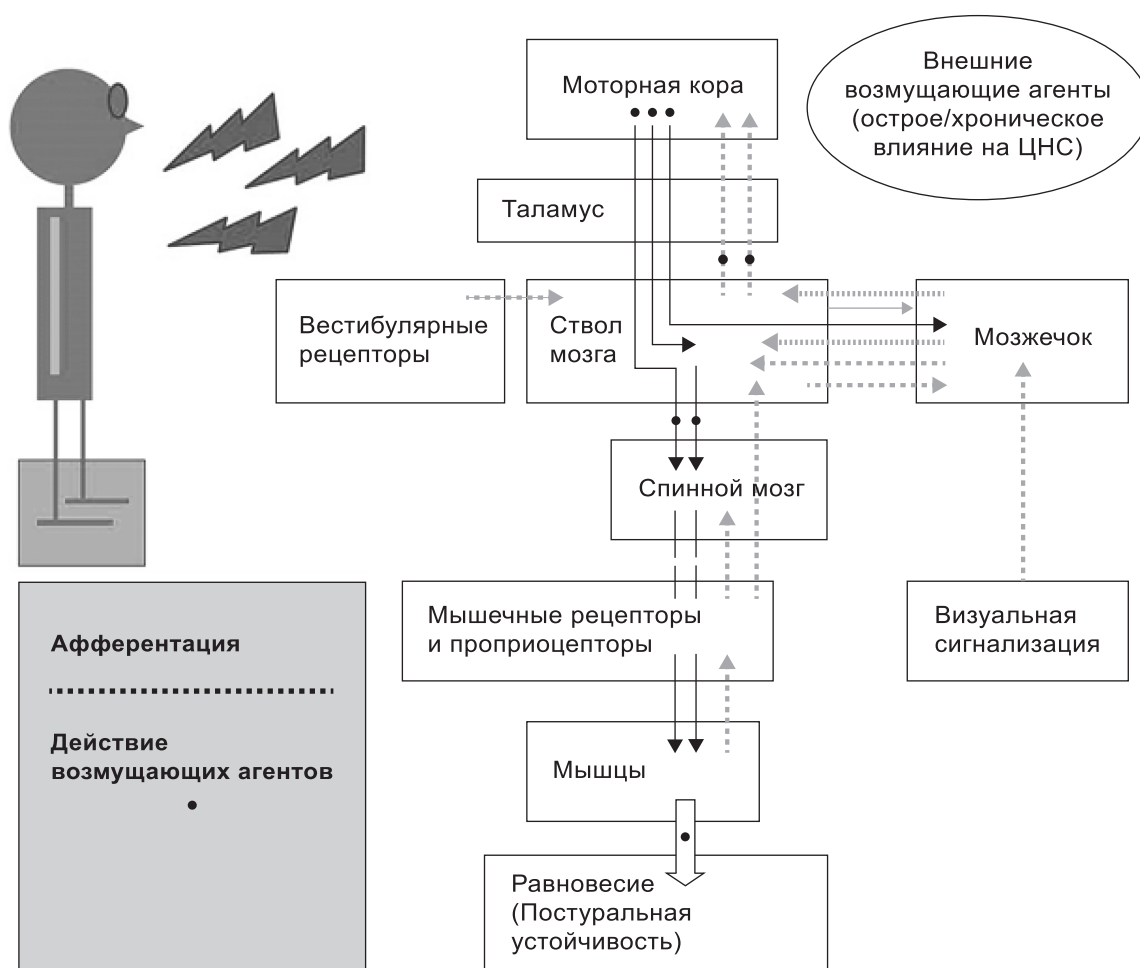 Моторная кора
Внешние
возмущающие агенты
(острое/хроническое
влияние на ЦНС)
Таламус
Вестибулярные
рецепторы
Ствол
мозга
Мозжечок
Спинной мозг
Мышечные рецепторы
и проприоцепторы
Визуальная
сигнализация
Афферентация
Действие
возмущающих агентов
Мышцы
Равновесие
(Постуральная
устойчивость)